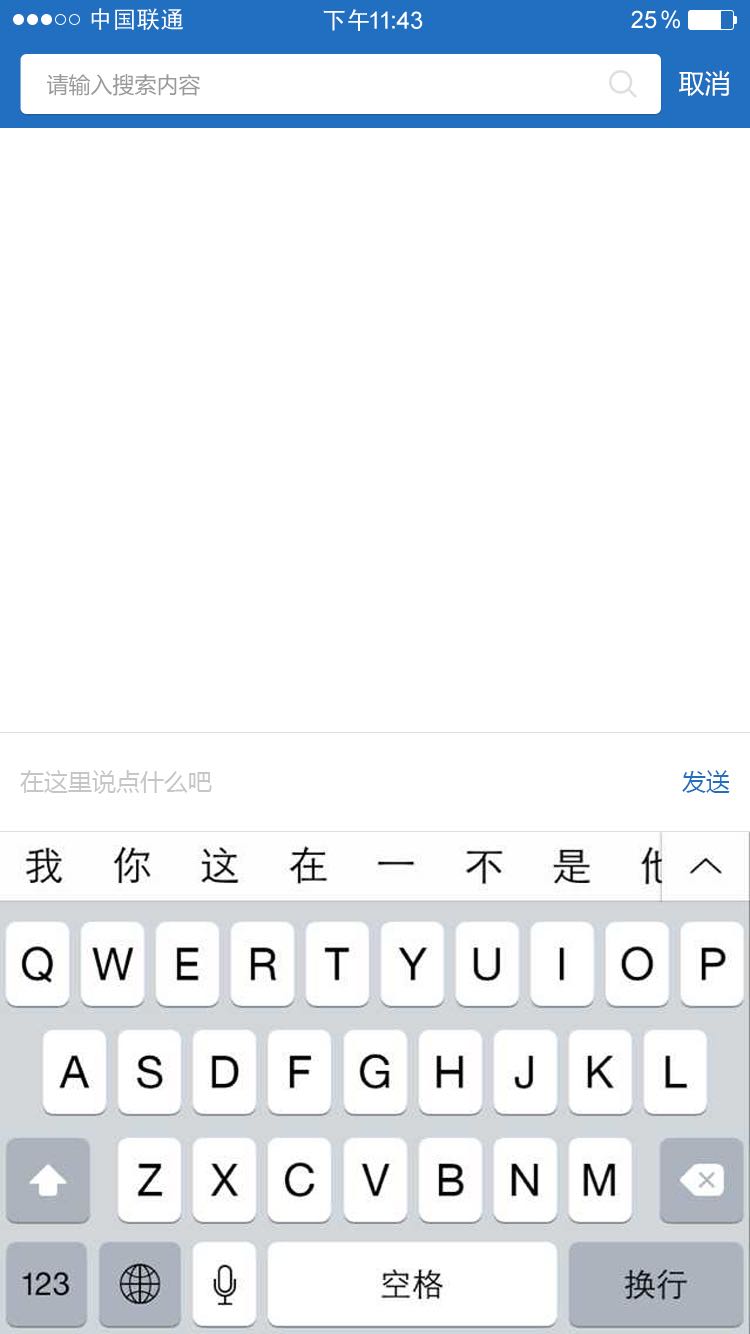 中国联通 下午11:43 25%
请输入搜索内容 取消
在这里说点什么吧 发送
我 你 这 在 一 不 是 他
Q W E R T Y U I O P
A S D F G H J K L
Z X C V B N M
123 空格 换行